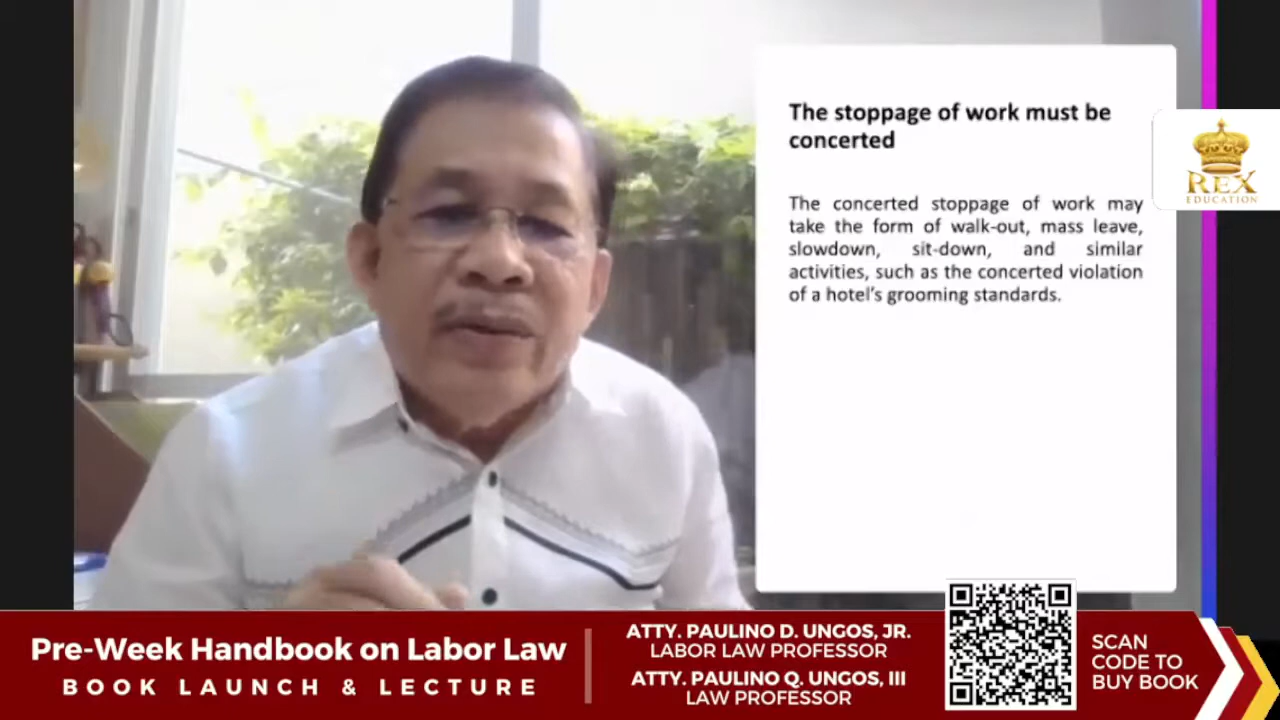 The stoppage of work must be
concerted
The concerted stoppage of work may
take the form of walk-out, mass leave,
slowdown, sit-down, and similar
activities, such as the concerted violation
of a hotel's grooming standards.
REX
EDUCATION
Pre-Week Handbook on Labor Law
BOOK LAUNCH & LECTURE
ATTY. PAULINO D. UNGOS, JR.
LABOR LAW PROFESSOR
ATTY. PAULINO Q. UNGOS, III
LAW PROFESSOR
SCAN
CODE TO
BUY BOOK